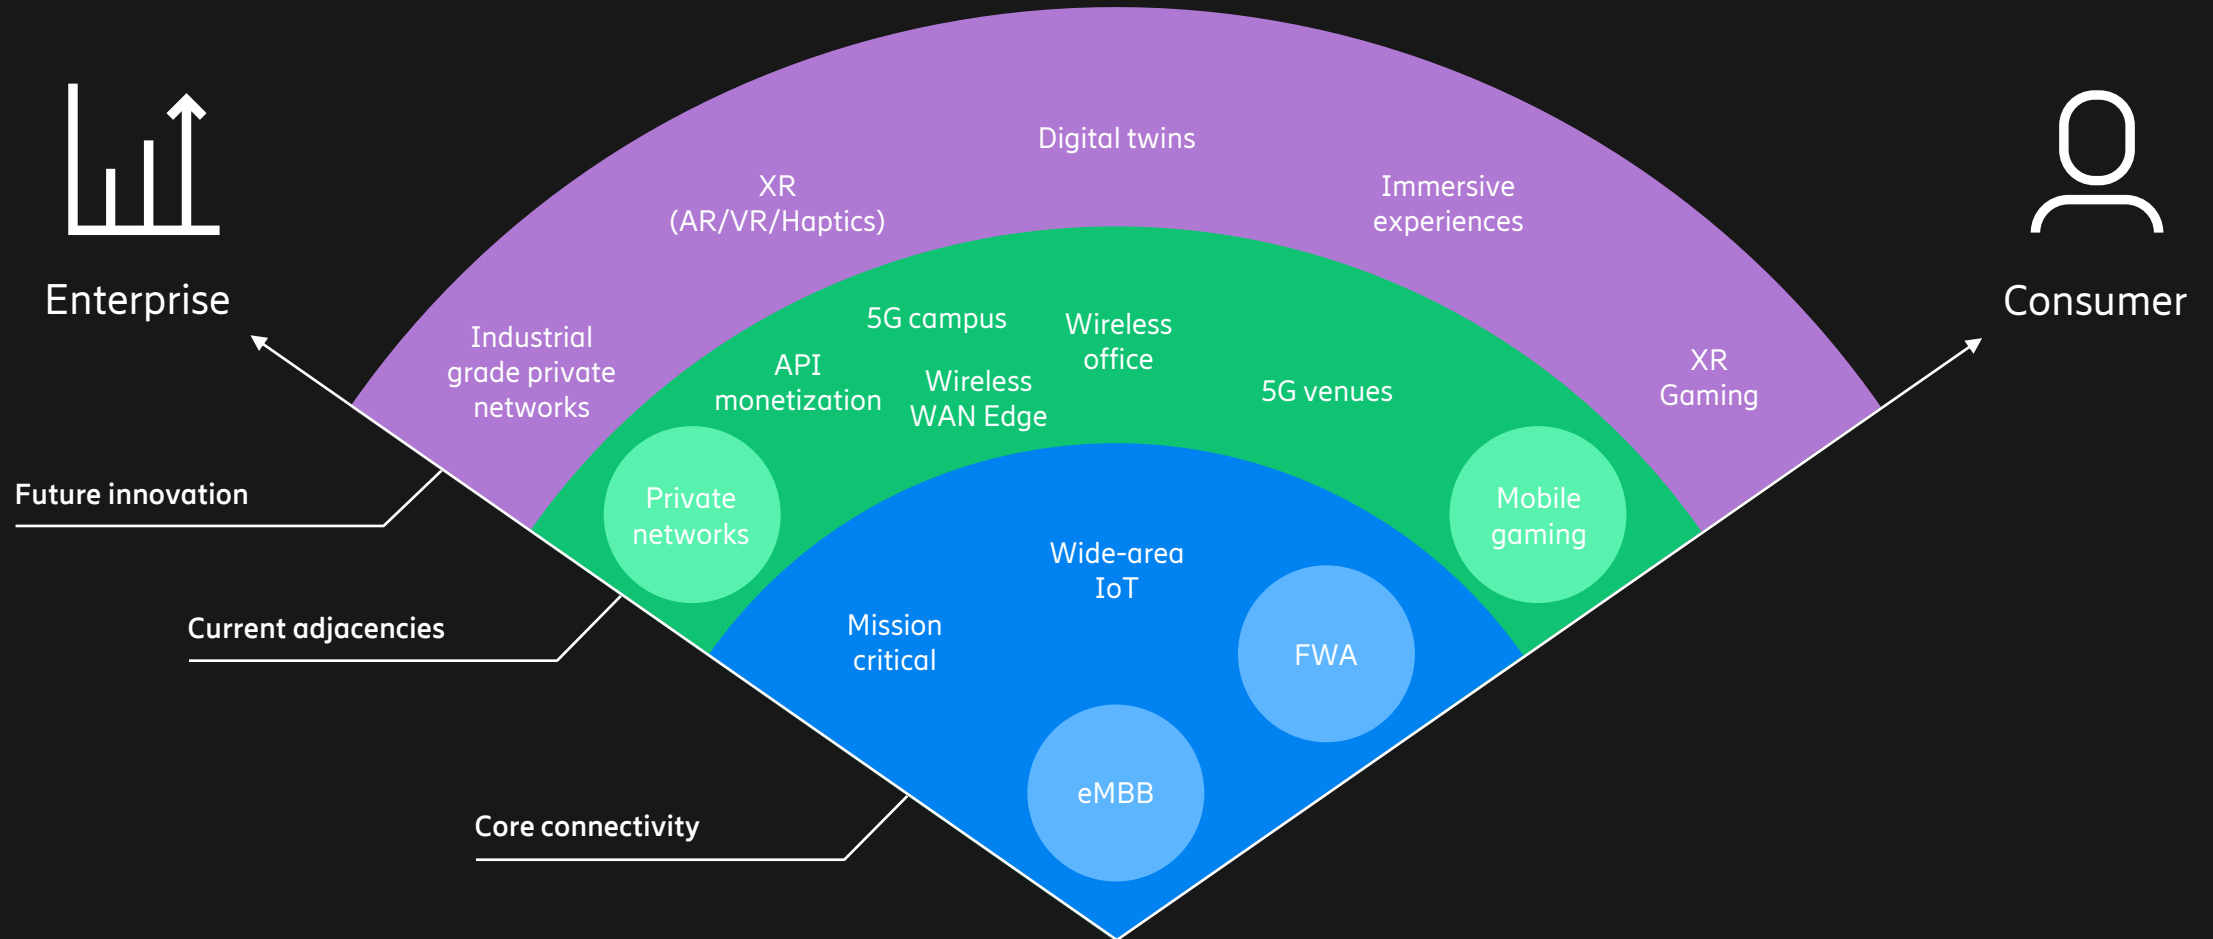 Enterprise
Consumer
Digital twins
XR
(AR/VR/Haptics)
Immersive
experiences
Industrial
grade private
networks
XR
Gaming
5G campus
Wireless
office
API
monetization
Wireless
WAN Edge
5G venues
Private
networks
Mobile
gaming
Future innovation
Current adjacencies
Wide-area
IoT
Mission
critical
FWA
eMBB
Core connectivity